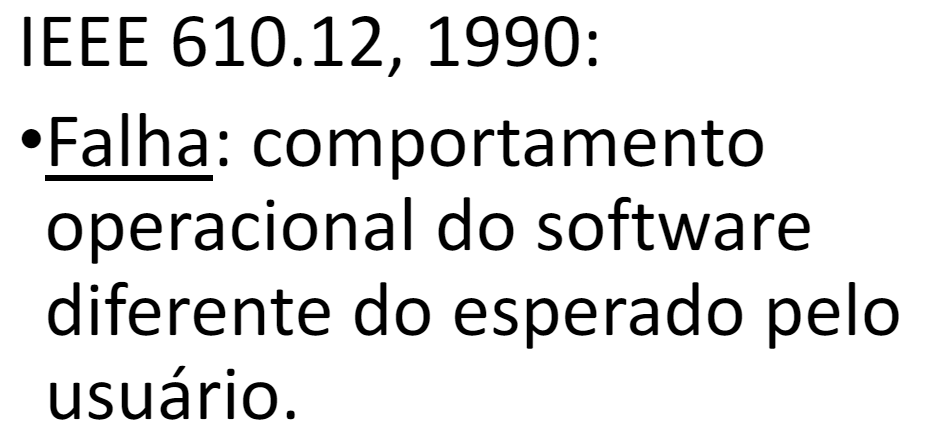 IEEE 610.12, 1990:
•Falha: comportamento
operacional do software
diferente do esperado pelo
usuário.